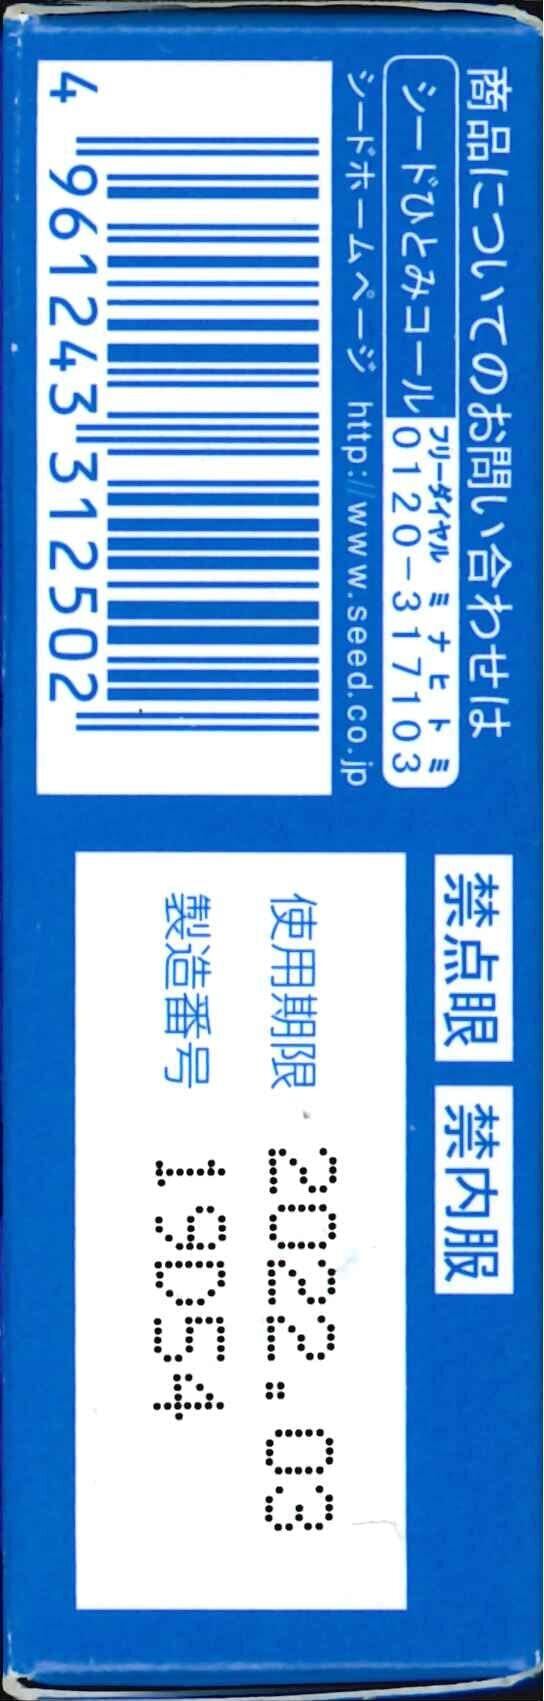 商品についてのお問い合わせは
シードひとみコール
フリーダイヤル ミナヒトミ
0120-317103
シードホームページ http://www.seed.co.jp
4 961243 312502
禁点眼 禁内服
使用期限 2022.03
製造番号 19D54